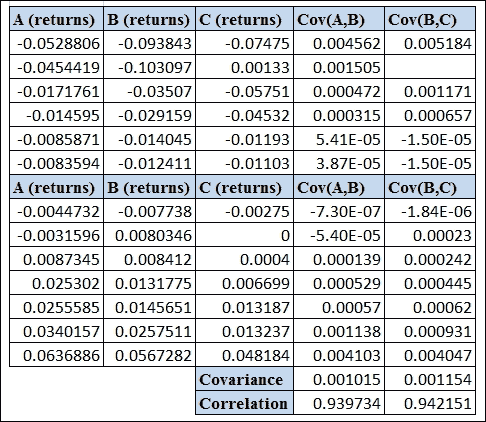 A (returns) B (returns) C (returns) Cov(A,B) Cov(B,C)
-0.0528806 -0.093843 -0.07475 0.004562 0.005184
-0.0454419 -0.103097 0.00133 0.001505
-0.0171761 -0.03507 -0.05751 0.000472 0.001171
-0.014595 -0.029159 -0.04532 0.000315 0.000657
-0.0085871 -0.014045 -0.01193 5.41E-05 -1.50E-05
-0.0083594 -0.012411 -0.01103 3.87E-05 -1.50E-05
A (returns) B (returns) C (returns) Cov(A,B) Cov(B,C)
-0.0044732 -0.007738 -0.00275 -7.30E-07 -1.84E-06
-0.0031596 0.0080346 0 -5.40E-05 0.00023
0.0087345 0.008412 0.0004 0.000139 0.000242
0.025302 0.0131775 0.006699 0.000529 0.000445
0.0255585 0.0145651 0.013187 0.00057 0.00062
0.0340157 0.0257511 0.013237 0.001138 0.000931
0.0636886 0.0567282 0.048184 0.004103 0.004047
Covariance 0.001015 0.001154
Correlation 0.939734 0.942151